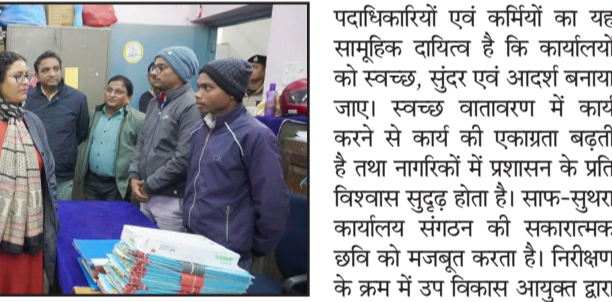 पदाधिकारियों एवं कर्मियों का यह
सामूहिक दायित्व है कि कार्यालयों
को स्वच्छ, सुंदर एवं आदर्श बनाया
जाए। स्वच्छ वातावरण में कार्य
करने से कार्य की एकाग्रता बढ़ती
है तथा नागरिकों में प्रशासन के प्रति
विश्वास सुदृढ़ होता है। साफ-सुथरा
कार्यालय संगठन की सकारात्मक
छवि को मजबूत करता है। निरीक्षण
के क्रम में उप विकास आयुक्त द्वारा